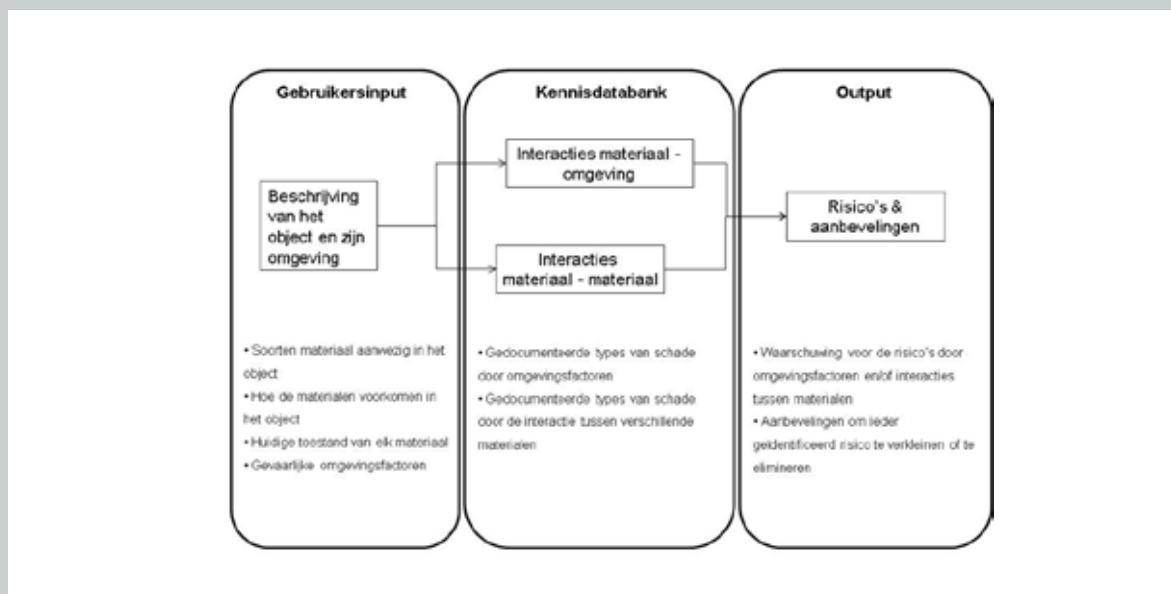 Gebruikersinput
Beschrijving
van het
object en zijn
omgeving
• Soorten materiaal aanwezig in het
object
• Hoe de materialen voorkomen in
het object
• Huidige toestand van elk materiaal
• Gevaarlijke omgevingsfactoren
Kennisdatabank
Interacties materiaal -
omgeving
Interacties
materiaal - materiaal
• Gedocumenteerde types van schade
door omgevingsfactoren
• Gedocumenteerde types van schade
door de interactie tussen verschillende
materialen
Output
Risico's &
aanbevelingen
• Waarschuwing voor de risico's door
omgevingsfactoren en/of interacties
tussen materialen
• Aanbevelingen om ieder
geïdentificeerd risico te verkleinen of te
elimineren